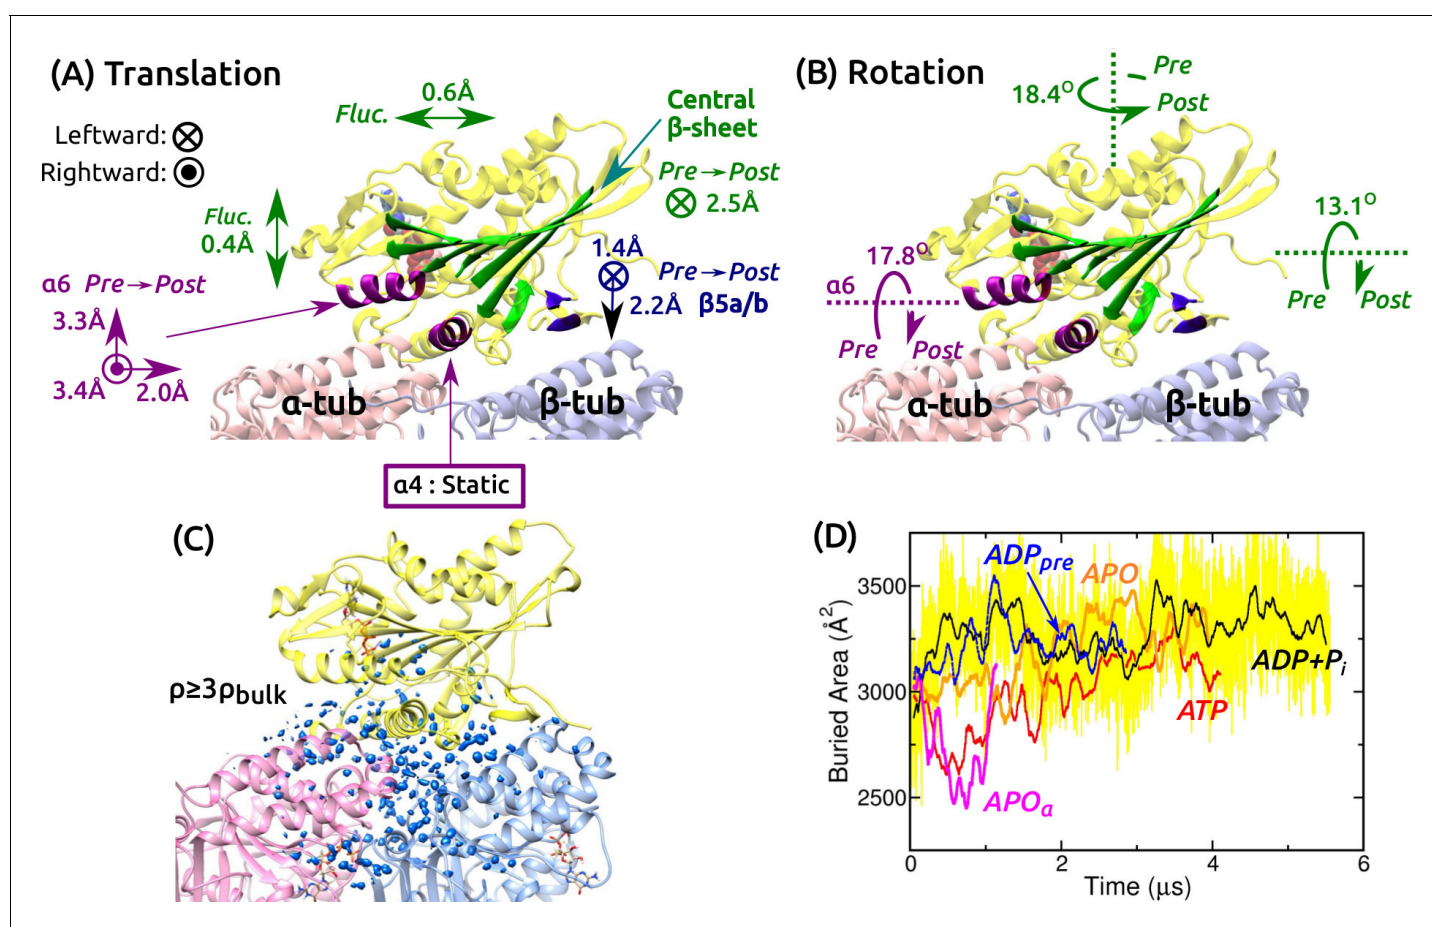 (A) Translation
Leftward:
Rightward:
Fluc.
0.6Å
Central
β-sheet
Pre→Post
2.5Å
Fluc.
0.4Å
1.4Å
Pre→Post
2.2Å β5a/b
α6 Pre→Post
3.3Å
3.4Å 2.0Å
α-tub
β-tub
α4 : Static
(B) Rotation
18.4°
Pre
Post
13.1°
Pre
Post
17.8°
α6
Pre
Post
α-tub
β-tub
(C)
ρ≥3ρbulk
(D)
ADPpre
APO
ADP+Pi
ATP
APOa
3500
3000
2500
Buried Area (Å2)
0 2 4 6
Time (μs)